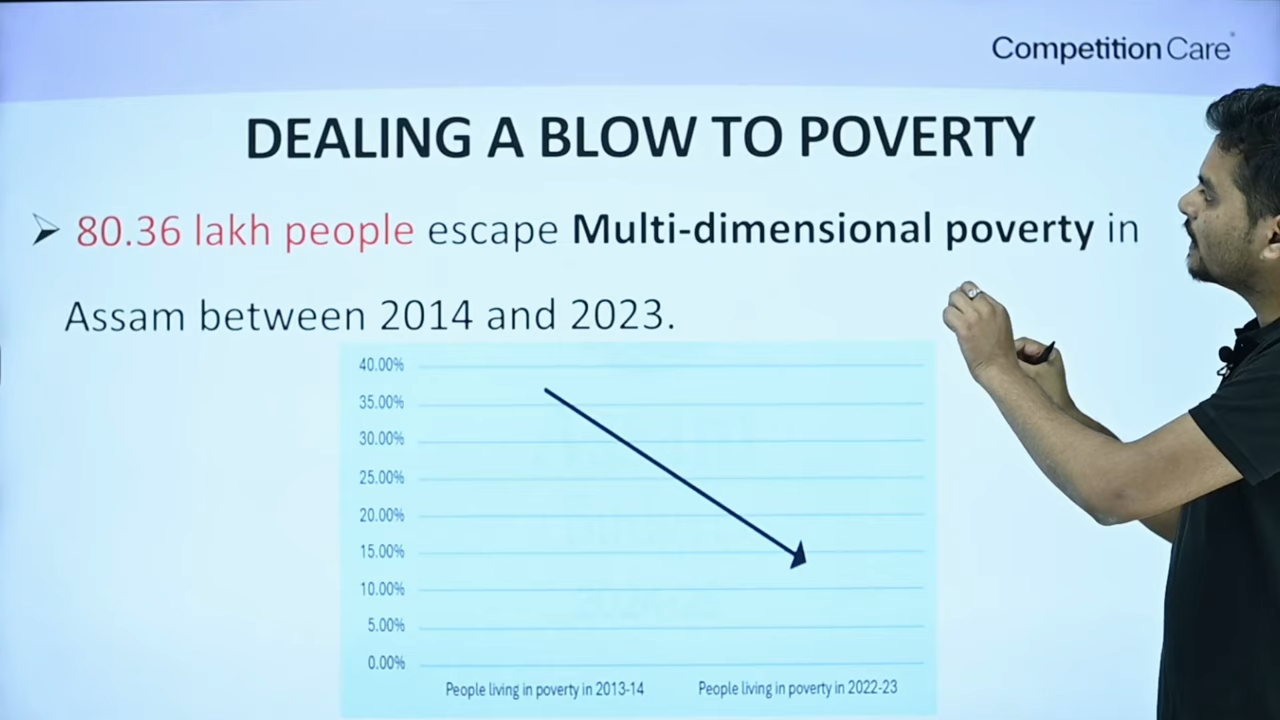 Competition Care
DEALING A BLOW TO POVERTY
80.36 lakh people escape Multi-dimensional poverty in
Assam between 2014 and 2023.
40.00%
35.00%
30.00%
25.00%
20.00%
15.00%
10.00%
5.00%
0.00%
People living in poverty in 2013-14
People living in poverty in 2022-23